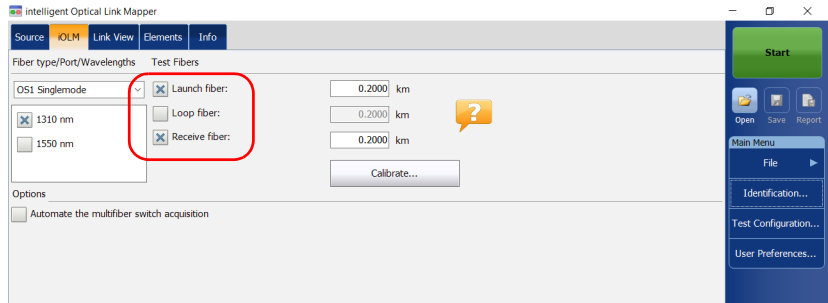 intelligent Optical Link Mapper
Source iOLM Link View Elements Info
Fiber type/Port/Wavelengths Test Fibers
OS1 Singlemode
Launch fiber: 0.2000 km
Loop fiber: 0.2000 km
Receive fiber: 0.2000 km
1310 nm
1550 nm
?
Calibrate...
Options
Automate the multifiber switch acquisition
Start
Open Save Report
Main Menu
File
Identification...
Test Configuration...
User Preferences...